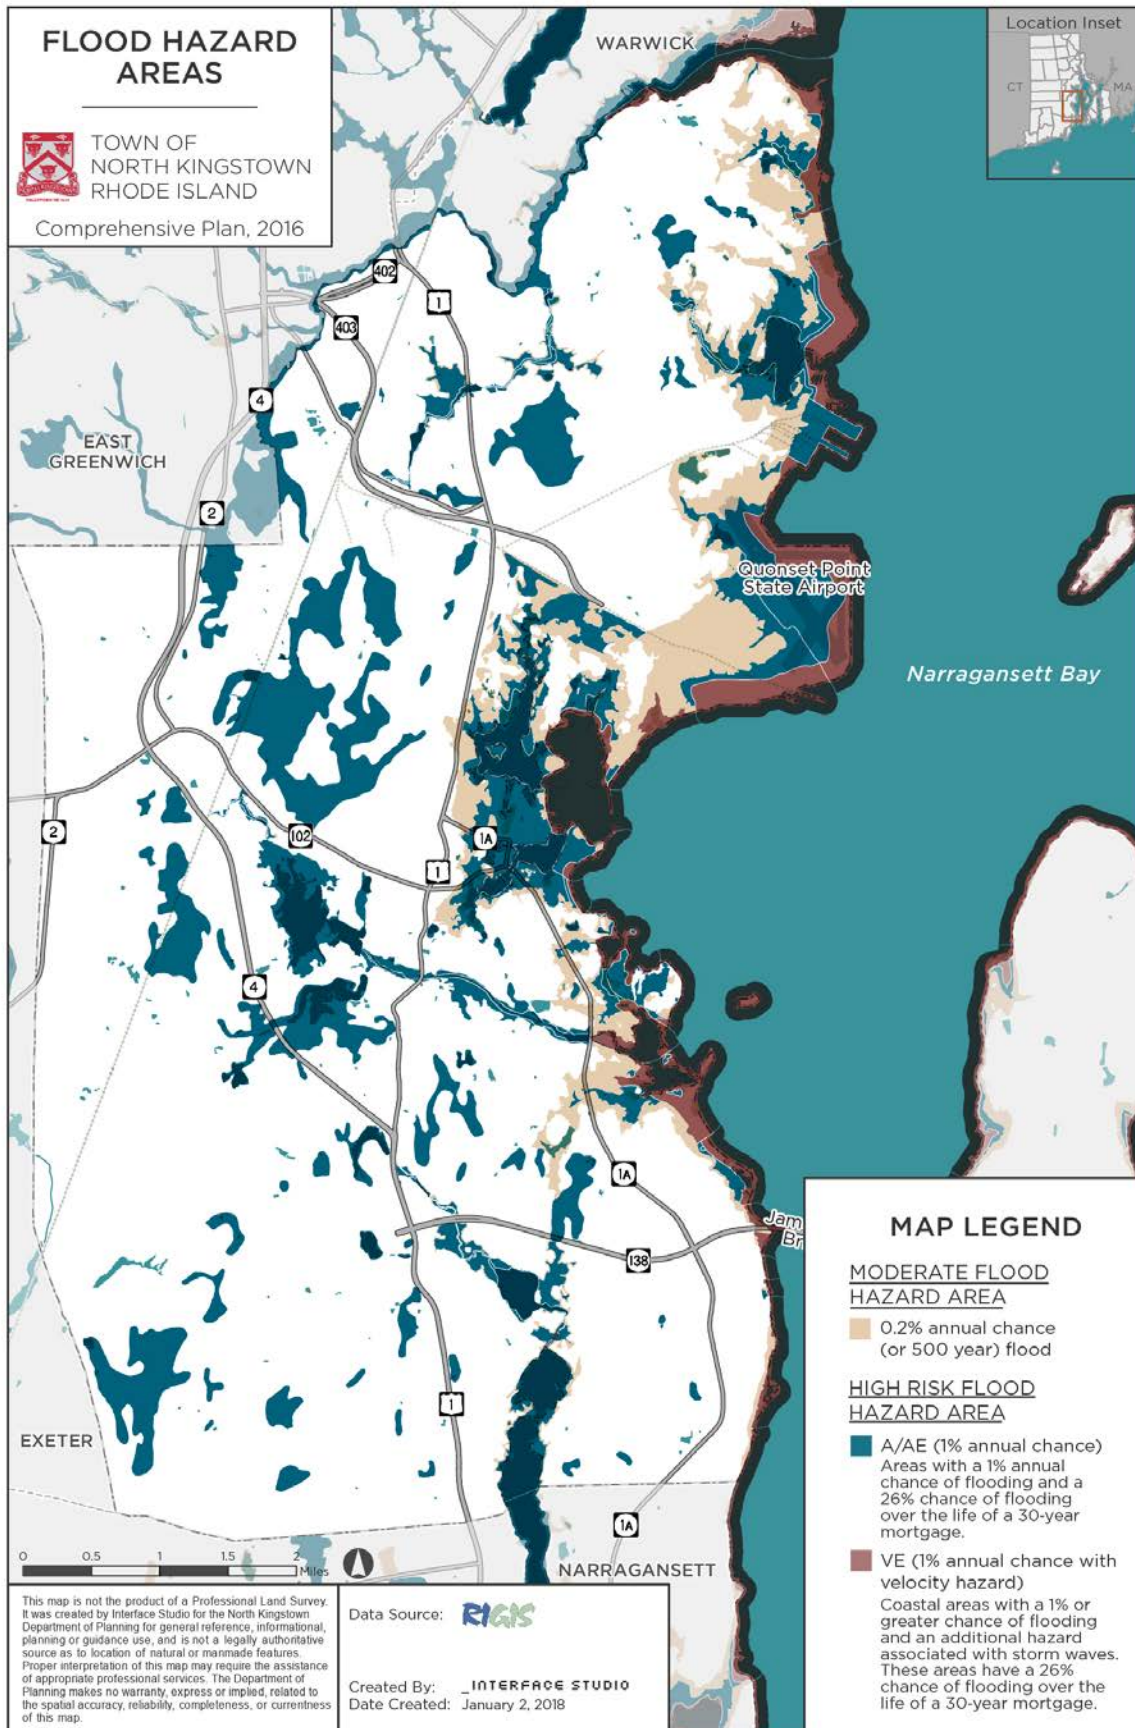 FLOOD HAZARD
AREAS
TOWN OF
NORTH KINGSTOWN
RHODE ISLAND
Comprehensive Plan, 2016
Location Inset
CT
MA
WARWICK
402
1
403
4
EAST
GREENWICH
2
Quonset Point
State Airport
Narragansett Bay
2
102
1A
1
4
1A
Jam
Br
138
1
EXETER
1A
NARRAGANSETT
0 0.5 1 1.5 2
Miles
MAP LEGEND
MODERATE FLOOD
HAZARD AREA
0.2% annual chance
(or 500 year) flood
HIGH RISK FLOOD
HAZARD AREA
A/AE (1% annual chance)
Areas with a 1% annual
chance of flooding and a
26% chance of flooding
over the life of a 30-year
mortgage.
VE (1% annual chance with
velocity hazard)
Coastal areas with a 1% or
greater chance of flooding
and an additional hazard
associated with storm waves.
These areas have a 26%
chance of flooding over the
life of a 30-year mortgage.
This map is not the product of a Professional Land Survey.
It was created by Interface Studio for the North Kingstown
Department of Planning for general reference, informational,
planning or guidance use, and is not a legally authoritative
source as to location of natural or manmade features.
Proper interpretation of this map may require the assistance
of appropriate professional services. The Department of
Planning makes no warranty, express or implied, related to
the spatial accuracy, reliability, completeness, or currentness
of this map.
Data Source: RIGIS
Created By: _INTERFACE STUDIO
Date Created: January 2, 2018